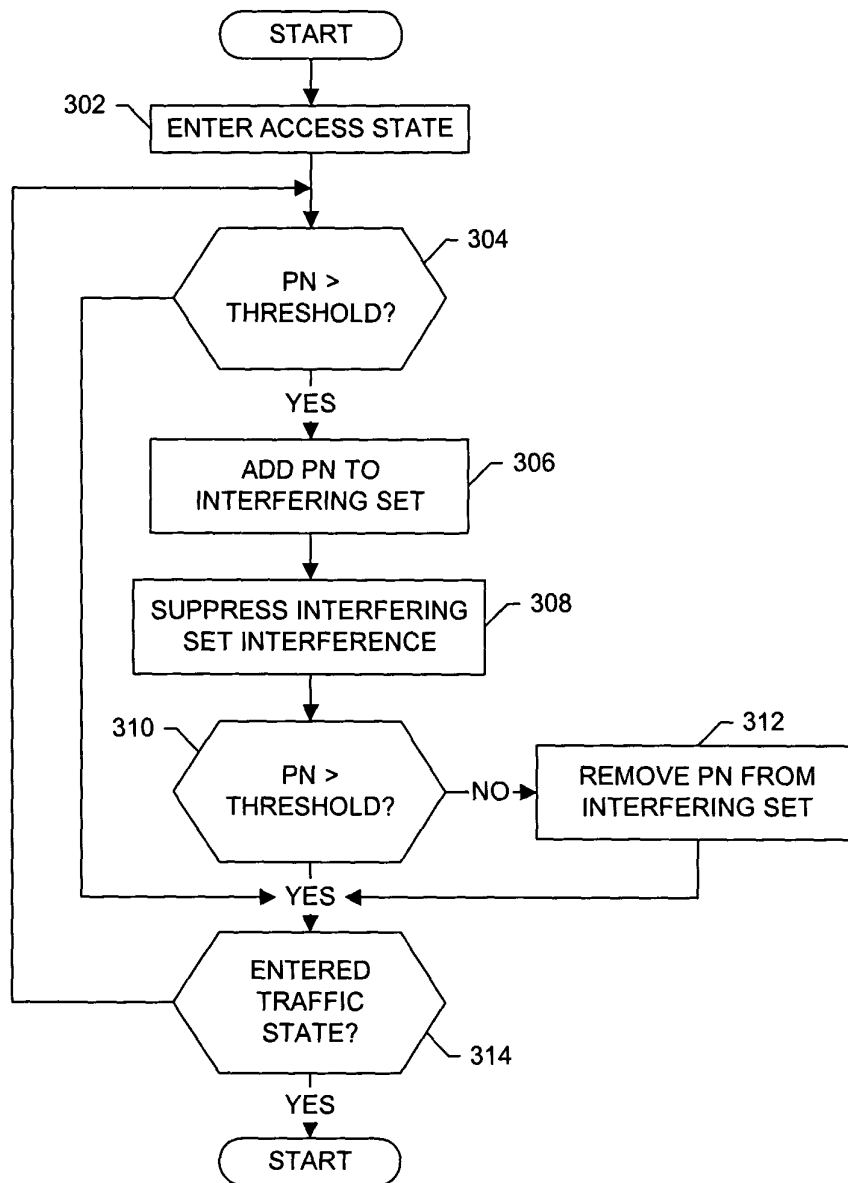 START
302
ENTER ACCESS STATE
304
PN >
THRESHOLD?
YES
306
ADD PN TO
INTERFERING SET
308
SUPPRESS INTERFERING
SET INTERFERENCE
310
PN >
THRESHOLD?
NO
312
REMOVE PN FROM
INTERFERING SET
YES
ENTERED
TRAFFIC
STATE?
314
YES
START